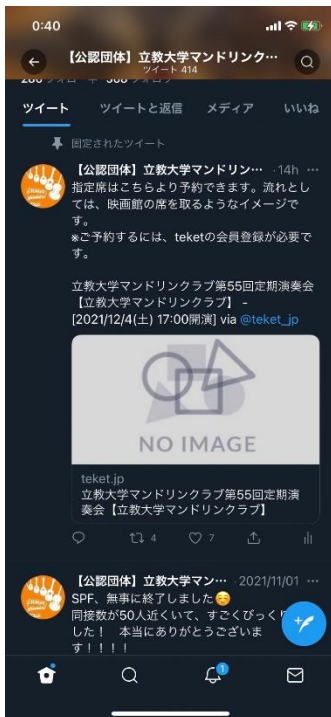 0:40
【公認団体】立教大学マンドリンク…
ツイート 414
ツイート ツイートと返信 メディア いいね
固定されたツイート
【公認団体】立教大学マンドリン… ·14h …
指定席はこちらより予約できます。流れとし
ては、映画館の席を取るようなイメージで
す。
※ご予約するには、teketの会員登録が必要で
す。
立教大学マンドリンクラブ第55回定期演奏会
【立教大学マンドリンクラブ】 -
[2021/12/4(土) 17:00開演] via @teket_jp
NO IMAGE
teket.jp
立教大学マンドリンクラブ第55回定期演
奏会【立教大学マンドリンクラブ】
4 7
【公認団体】立教大学マン… ·2021/11/01 …
SPF、無事に終了しました☺️
同接数が50人近くいて、すごくびっくり
した！ 本当にありがとうございま
す！！！！
1